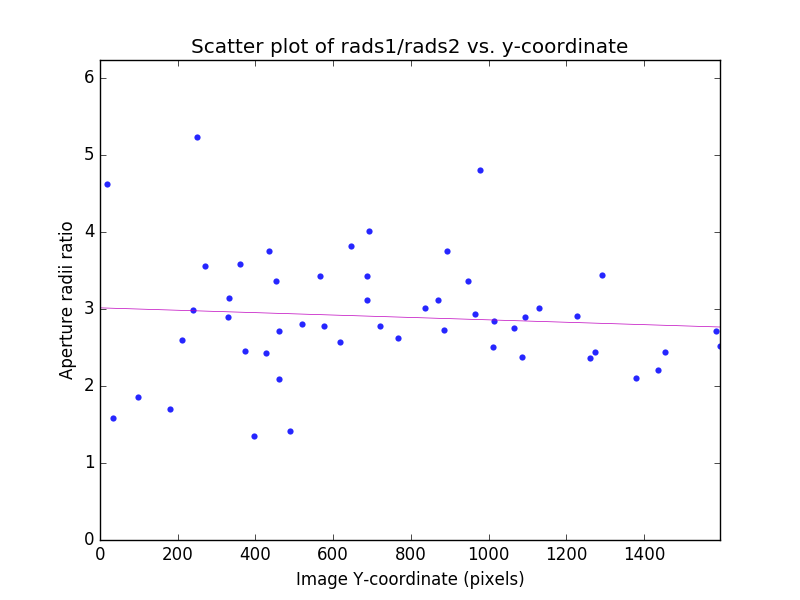 Scatter plot of rads1/rads2 vs. y-coordinate
6
5
4
3
2
1
0
Aperture radii ratio
0 200 400 600 800 1000 1200 1400
Image Y-coordinate (pixels)